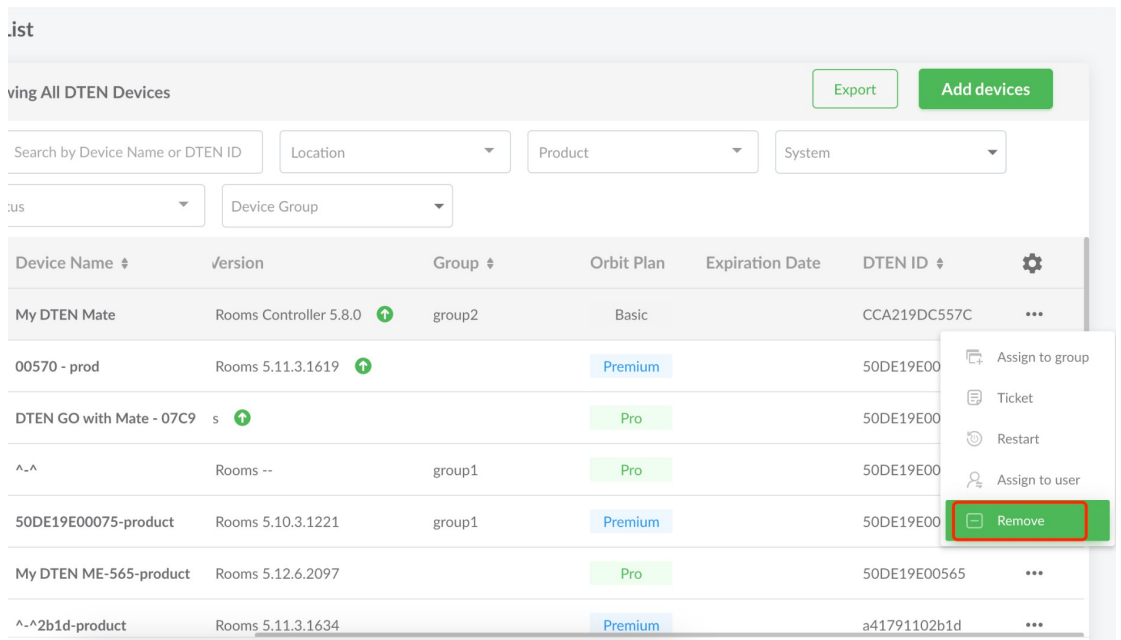 List
wing All DTEN Devices
Export
Add devices
Search by Device Name or DTEN ID
Location
Product
System
tus
Device Group
Device Name Version Group Orbit Plan Expiration Date DTEN ID
My DTEN Mate Rooms Controller 5.8.0 group2 Basic CCA219DC557C •••
00570 - prod Rooms 5.11.3.1619 Premium 50DE19E00
DTEN GO with Mate - 07C9 s Pro 50DE19E00
^-^ Rooms -- group1 Pro 50DE19E00
50DE19E00075-product Rooms 5.10.3.1221 group1 Premium 50DE19E00
My DTEN ME-565-product Rooms 5.12.6.2097 Pro 50DE19E00565 •••
^-^2b1d-product Rooms 5.11.3.1634 Premium a41791102b1d •••
Assign to group
Ticket
Restart
Assign to user
Remove